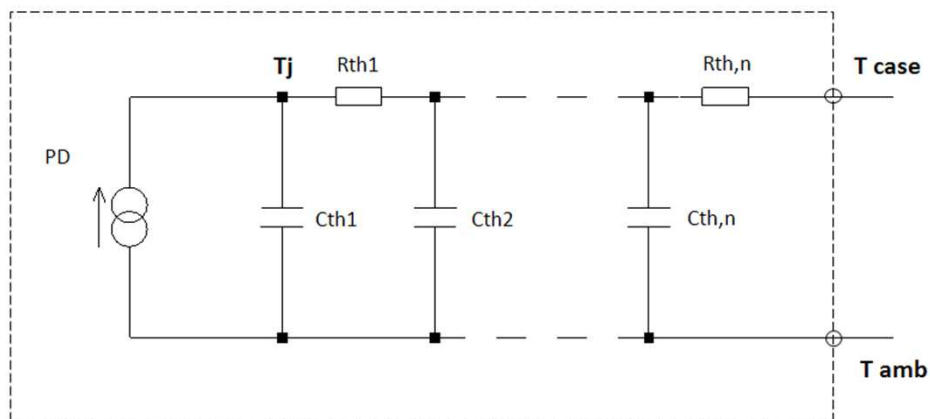 Tj
Rth1
Rth,n
T case
PD
Cth1
Cth2
Cth,n
T amb